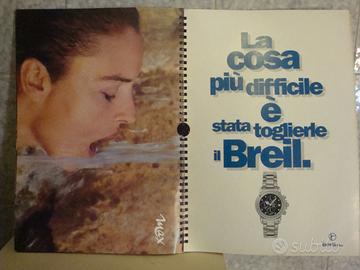 La
cosa
più difficile
è
stata toglierle
il Breil.
Max
subito